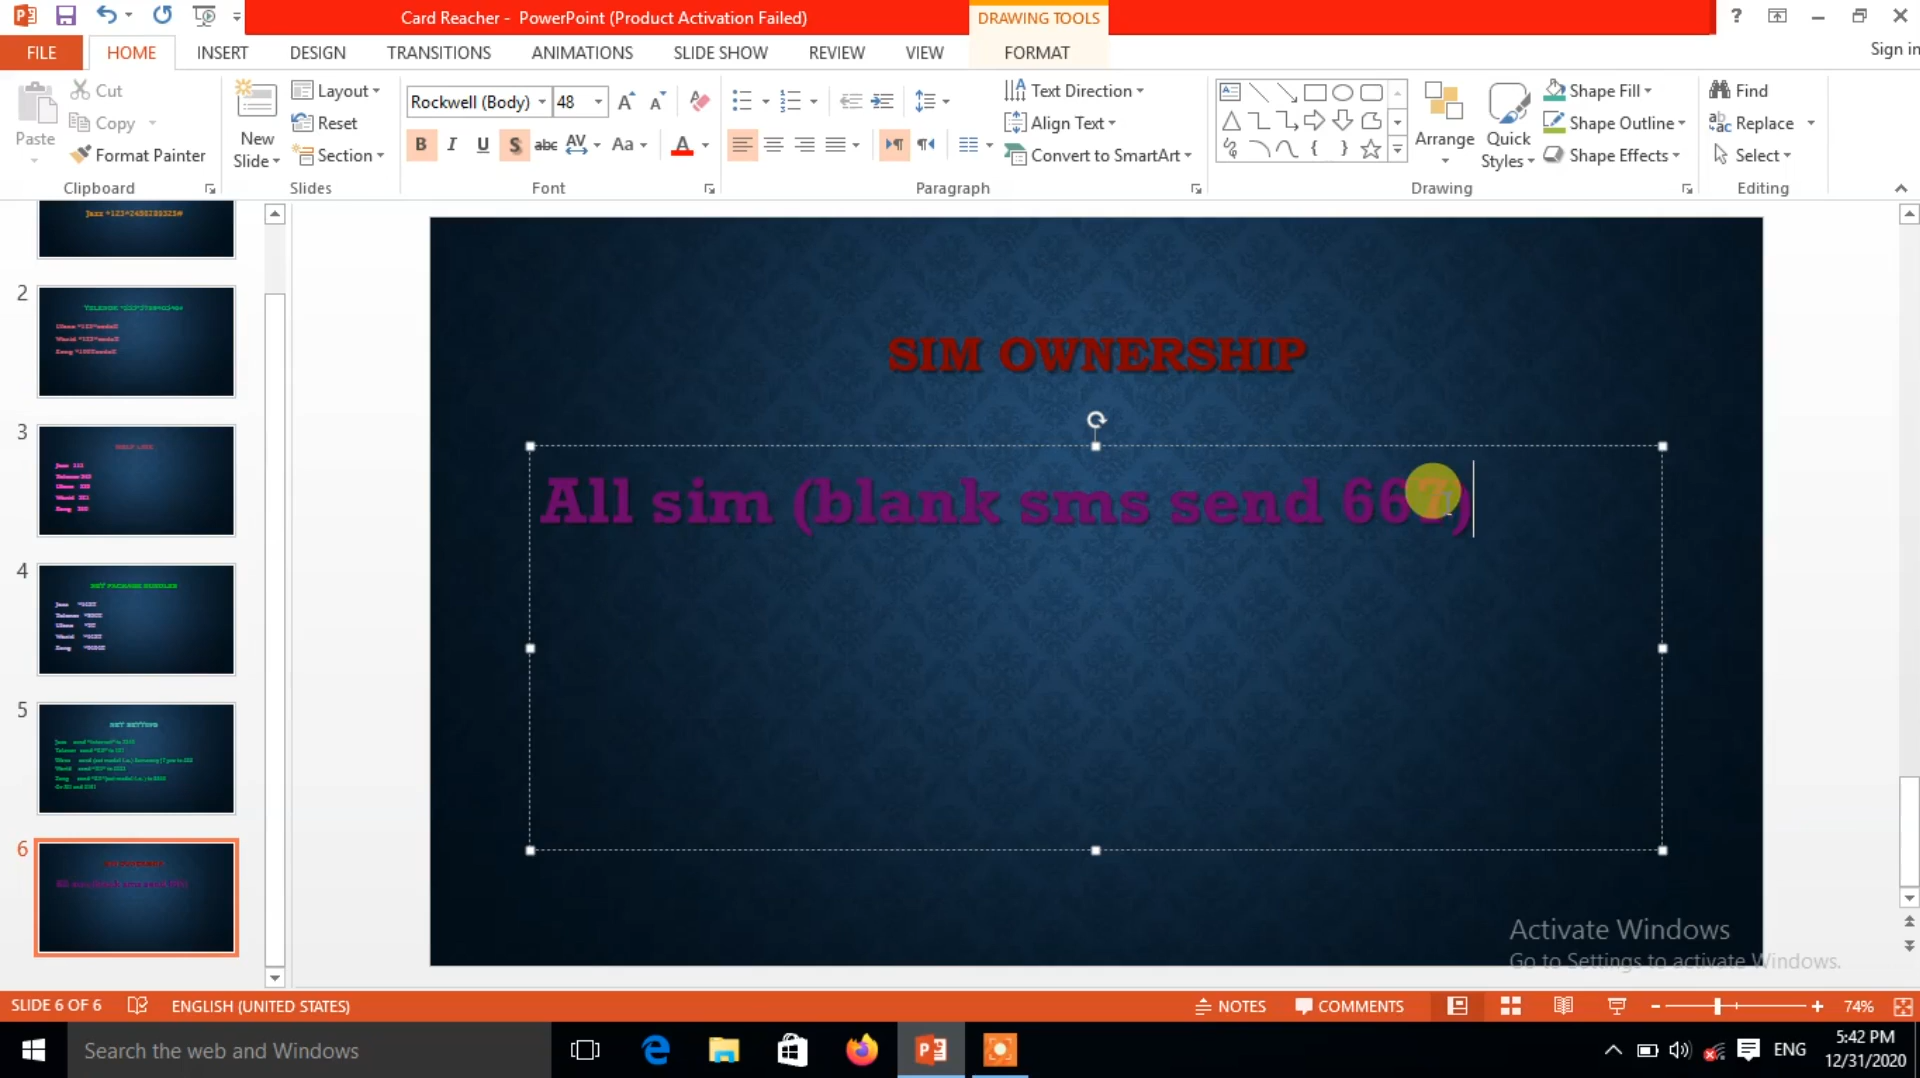 Card Reacher - PowerPoint (Product Activation Failed)
DRAWING TOOLS
?
Sign in
FILE HOME INSERT DESIGN TRANSITIONS ANIMATIONS SLIDE SHOW REVIEW VIEW FORMAT
Paste
Cut
Copy
Format Painter
Clipboard
New Slide
Layout
Reset
Section
Slides
Rockwell (Body) 48
B I U S abc AV Aa A
Font
Text Direction
Align Text
Convert to SmartArt
Paragraph
Arrange
Quick Styles
Shape Fill
Shape Outline
Shape Effects
Drawing
Find
Replace
Select
Editing
2
3
4
5
6
SIM OWNERSHIP
All sim (blank sms send 667)
Activate Windows
Go to Settings to activate Windows.
SLIDE 6 OF 6
ENGLISH (UNITED STATES)
NOTES
COMMENTS
74%
Search the web and Windows
ENG
5:42 PM
12/31/2020